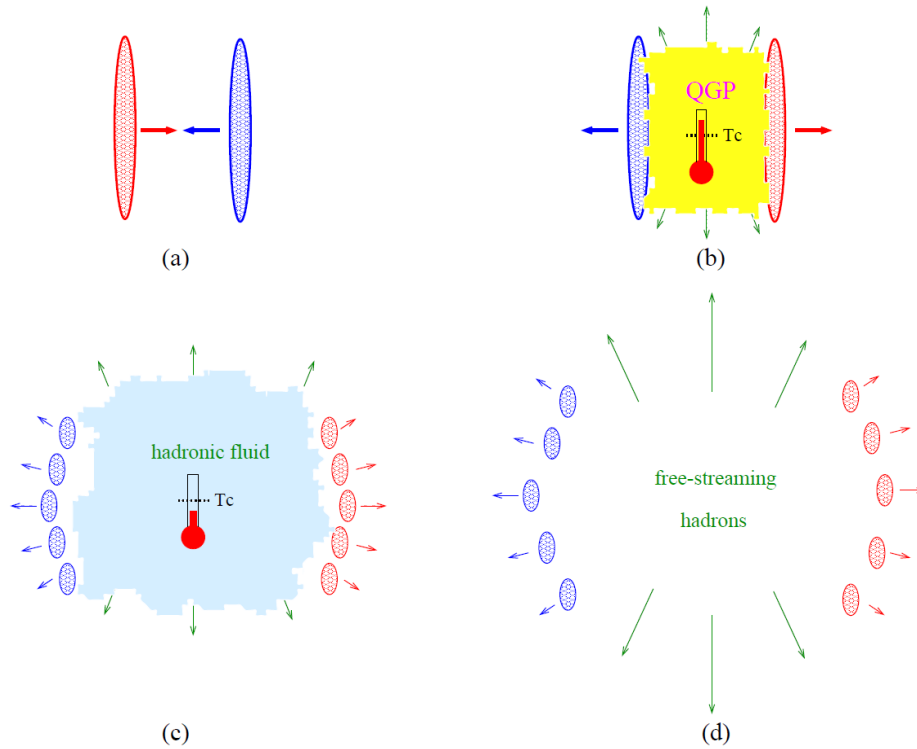 (a)
QGP
Tc
(b)
hadronic fluid
Tc
(c)
free-streaming
hadrons
(d)